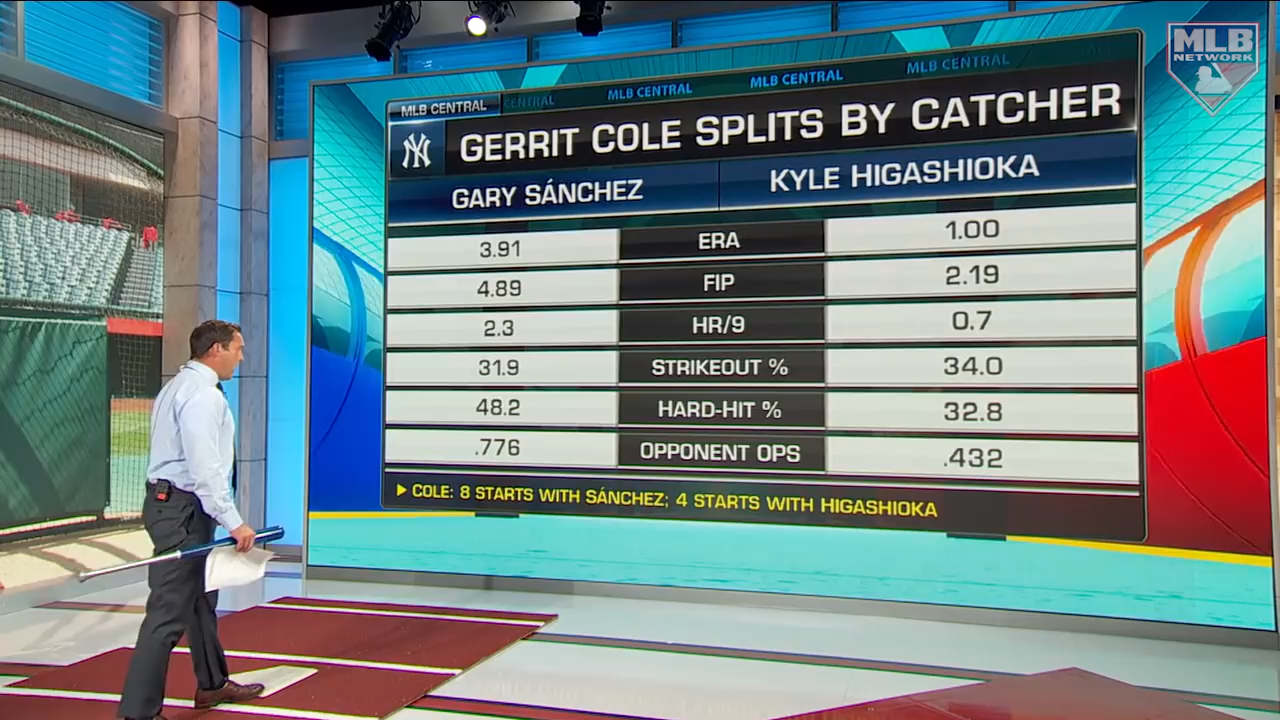 MLB
NETWORK
CENTRAL MLB CENTRAL MLB CENTRAL MLB CENTRAL
MLB CENTRAL
NY GERRIT COLE SPLITS BY CATCHER
GARY SÁNCHEZ KYLE HIGASHIOKA
3.91 ERA 1.00
4.89 FIP 2.19
2.3 HR/9 0.7
31.9 STRIKEOUT % 34.0
48.2 HARD-HIT % 32.8
.776 OPPONENT OPS .432
COLE: 8 STARTS WITH SÁNCHEZ; 4 STARTS WITH HIGASHIOKA